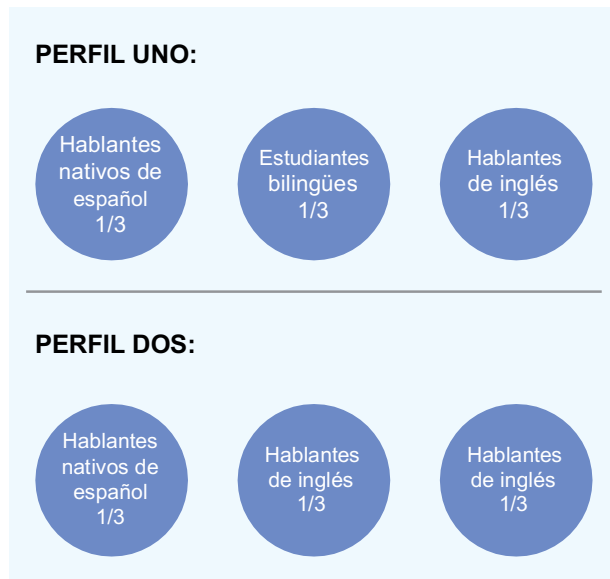 PERFIL UNO:
Hablantes
nativos de
español
1/3
Estudiantes
bilingües
1/3
Hablantes
de inglés
1/3
PERFIL DOS:
Hablantes
nativos de
español
1/3
Hablantes
de inglés
1/3
Hablantes
de inglés
1/3